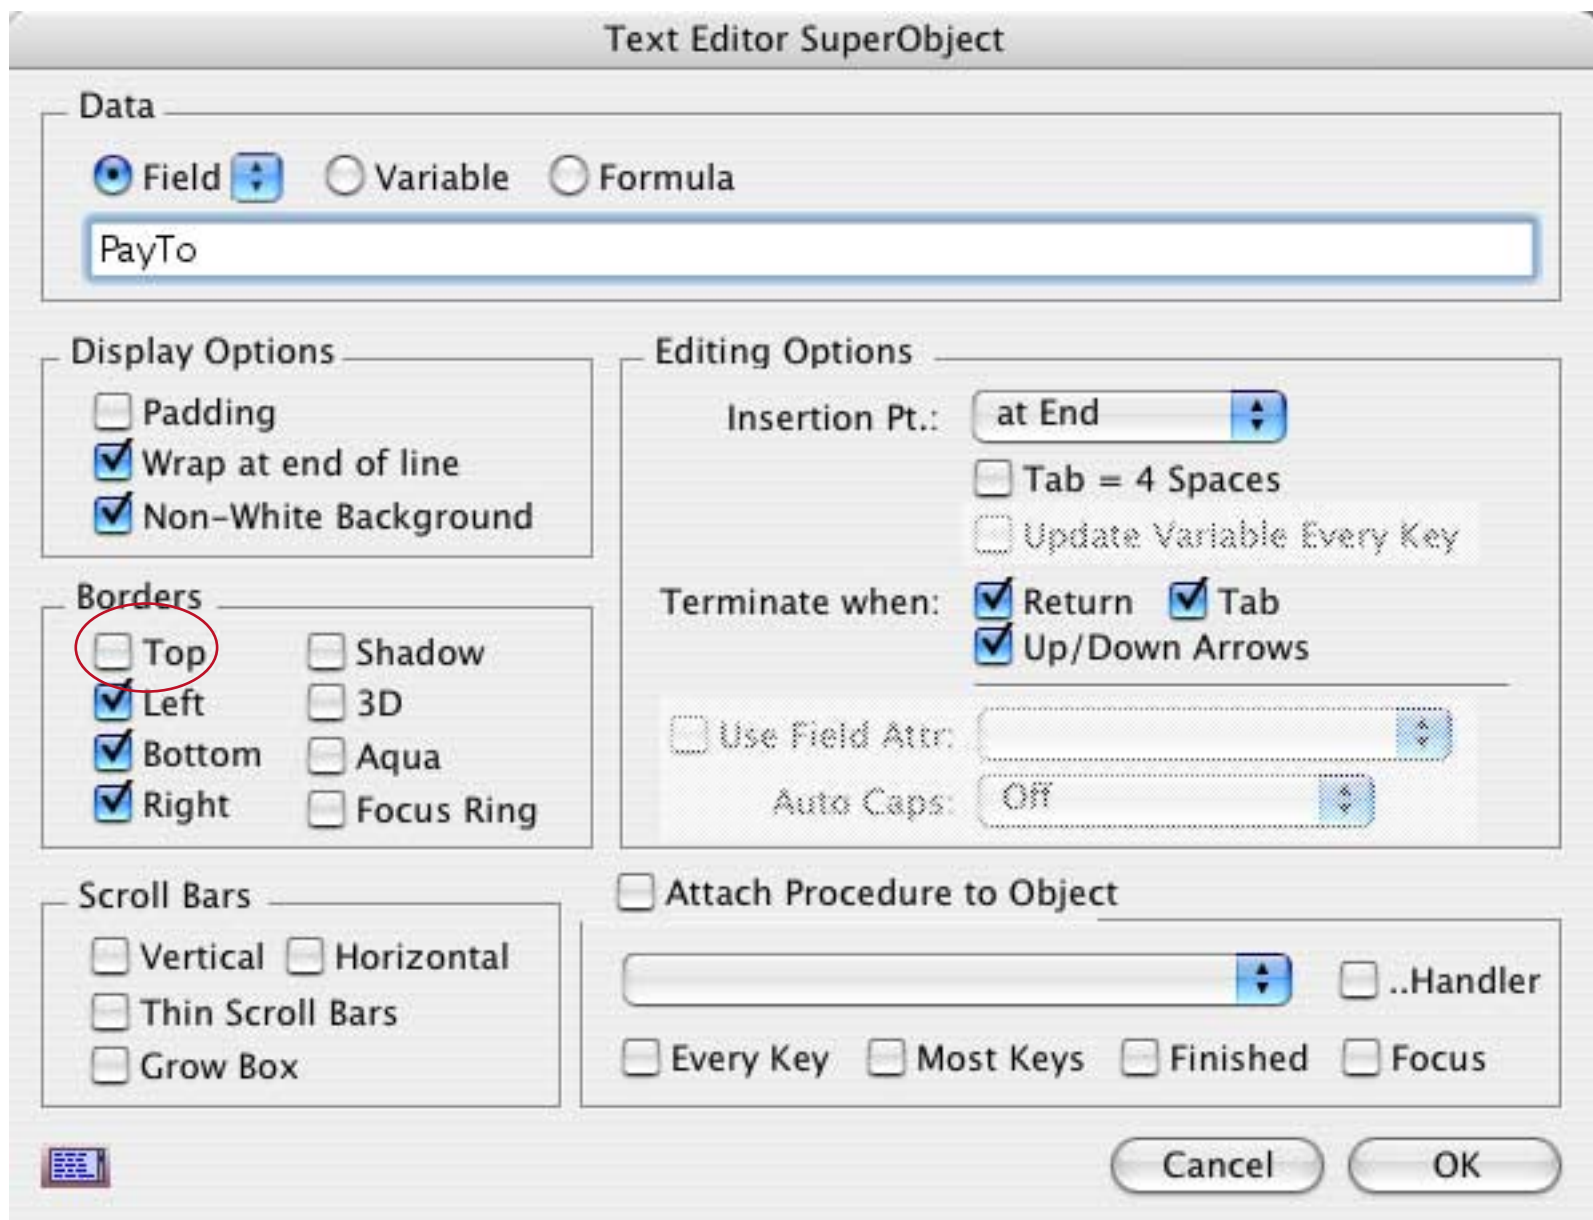 Text Editor SuperObject
Data
Field Variable Formula
PayTo
Display Options
Padding
Wrap at end of line
Non-White Background
Editing Options
Insertion Pt.: at End
Tab = 4 Spaces
Update Variable Every Key
Terminate when: Return Tab
Up/Down Arrows
Use Field Attr:
Auto Caps: Off
Borders
Top Shadow
Left 3D
Bottom Aqua
Right Focus Ring
Scroll Bars
Vertical Horizontal
Thin Scroll Bars
Grow Box
Attach Procedure to Object
..Handler
Every Key Most Keys Finished Focus
Cancel OK